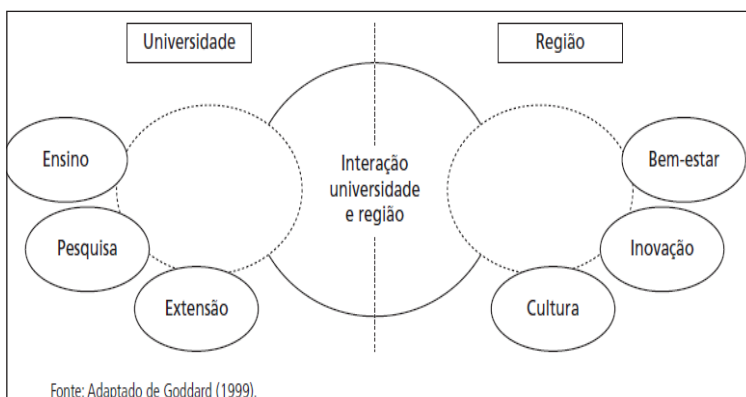 Universidade
Região
Ensino
Bem-estar
Interação
universidade
e região
Pesquisa
Inovação
Extensão
Cultura
Fonte: Adaptado de Goddard (1999).